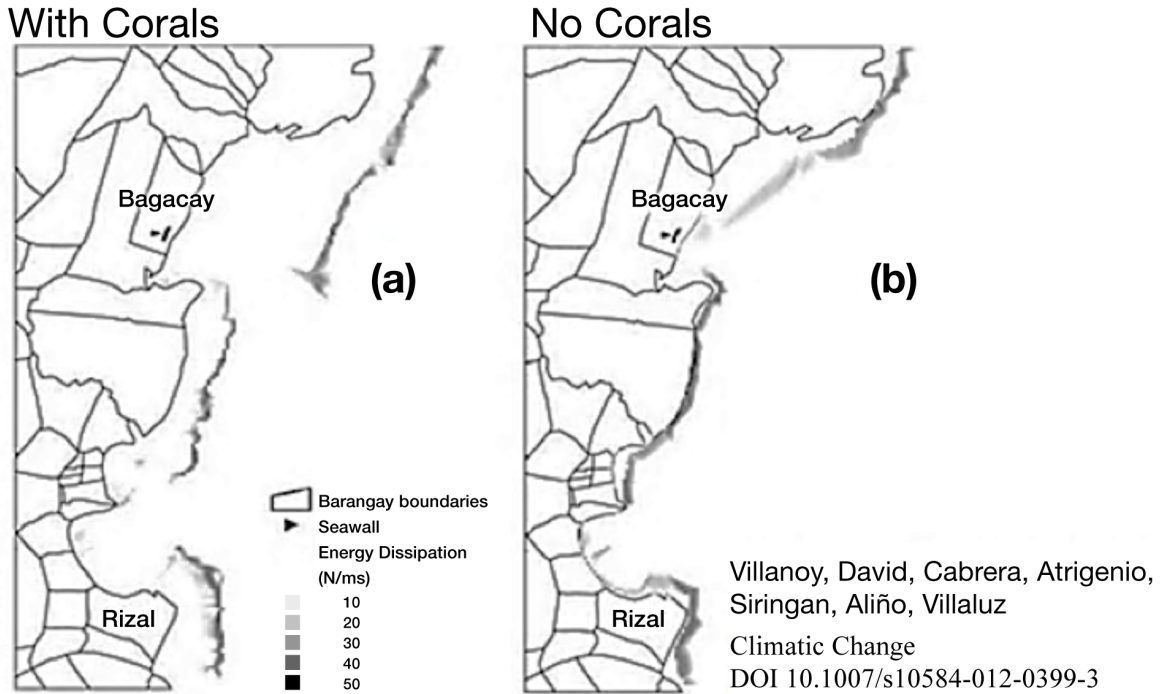 With Corals
No Corals
Bagacay
Bagacay
(a)
(b)
Barangay boundaries
Seawall
Energy Dissipation
(N/ms)
10
20
30
40
50
Rizal
Rizal
Villanoy, David, Cabrera, Atrigenio,
Siringan, Aliño, Villaluz
Climatic Change
DOI 10.1007/s10584-012-0399-3